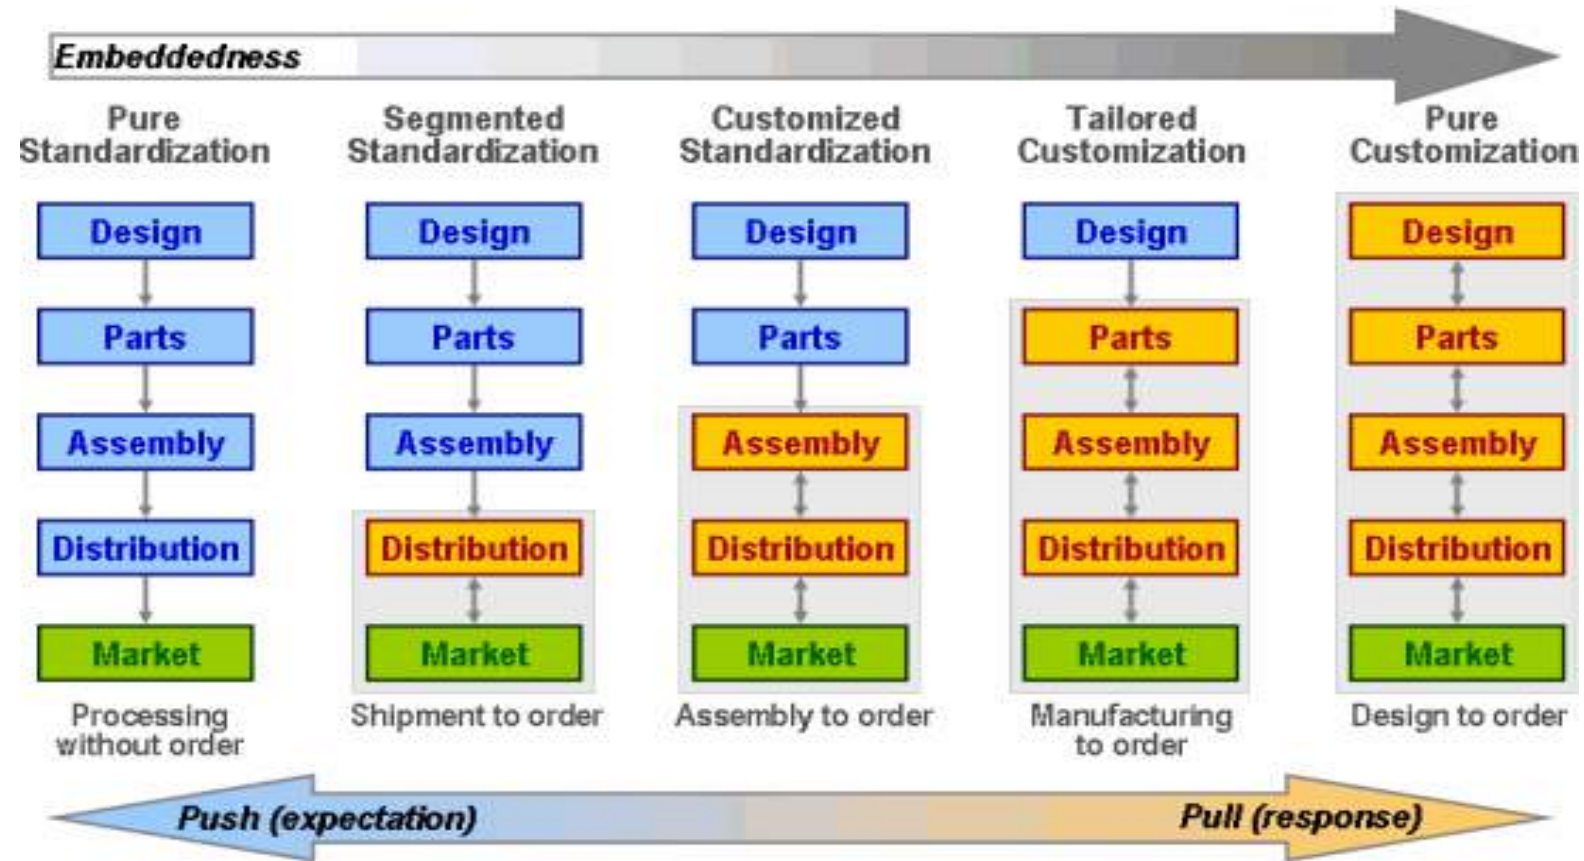 Embeddedness
Pure
Standardization
Segmented
Standardization
Customized
Standardization
Tailored
Customization
Pure
Customization
Design
Design
Design
Design
Design
Parts
Parts
Parts
Parts
Parts
Assembly
Assembly
Assembly
Assembly
Assembly
Distribution
Distribution
Distribution
Distribution
Distribution
Market
Market
Market
Market
Market
Processing
without order
Shipment to order
Assembly to order
Manufacturing
to order
Design to order
Push (expectation)
Pull (response)